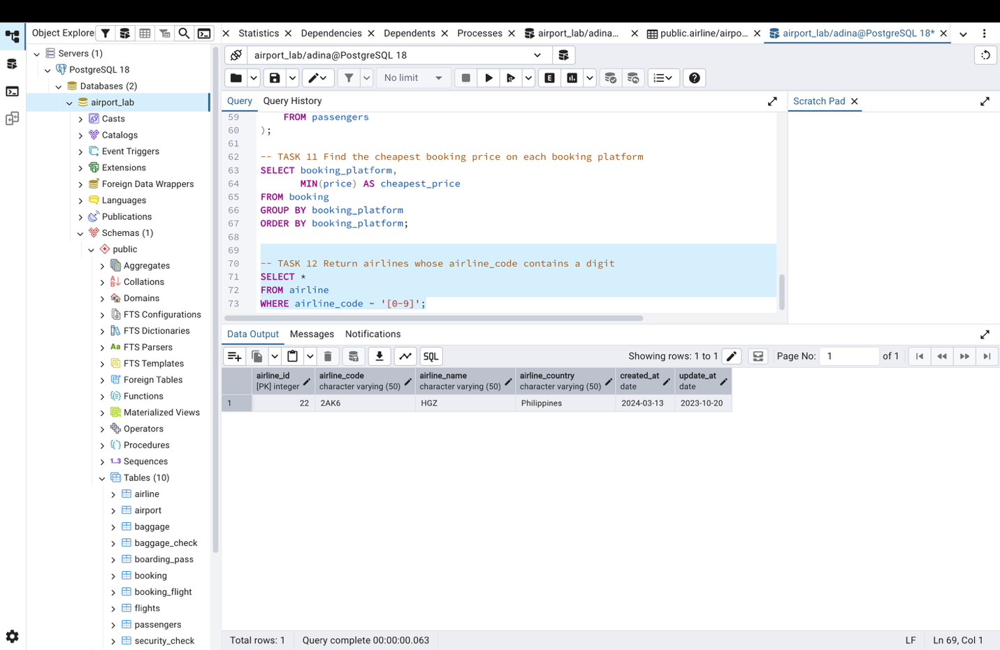 Object Explore
Statistics
Dependencies
Dependents
Processes
airport_lab/adina...
public.airline/airpo...
airport_lab/adina@PostgreSQL 18*
Servers (1)
PostgreSQL 18
Databases (2)
airport_lab
Casts
Catalogs
Event Triggers
Extensions
Foreign Data Wrappers
Languages
Publications
Schemas (1)
public
Aggregates
Collations
Domains
FTS Configurations
FTS Dictionaries
Aa FTS Parsers
FTS Templates
Foreign Tables
Functions
Materialized Views
Operators
Procedures
1..3 Sequences
Tables (10)
airline
airport
baggage
baggage_check
boarding_pass
booking
booking_flight
flights
passengers
security_check
airport_lab/adina@PostgreSQL 18
No limit
E
Query
Query History
Scratch Pad
59 FROM passengers
60 );
61
62 -- TASK 11 Find the cheapest booking price on each booking platform
63 SELECT booking_platform,
64 MIN(price) AS cheapest_price
65 FROM booking
66 GROUP BY booking_platform
67 ORDER BY booking_platform;
68
69
70 -- TASK 12 Return airlines whose airline_code contains a digit
71 SELECT *
72 FROM airline
73 WHERE airline_code ~ '[0-9]';
Data Output
Messages
Notifications
SQL
Showing rows: 1 to 1
Page No: 1 of 1
airline_id [PK] integer
airline_code character varying (50)
airline_name character varying (50)
airline_country character varying (50)
created_at date
update_at date
1 22 2AK6 HGZ Philippines 2024-03-13 2023-10-20
Total rows: 1
Query complete 00:00:00.063
LF
Ln 69, Col 1